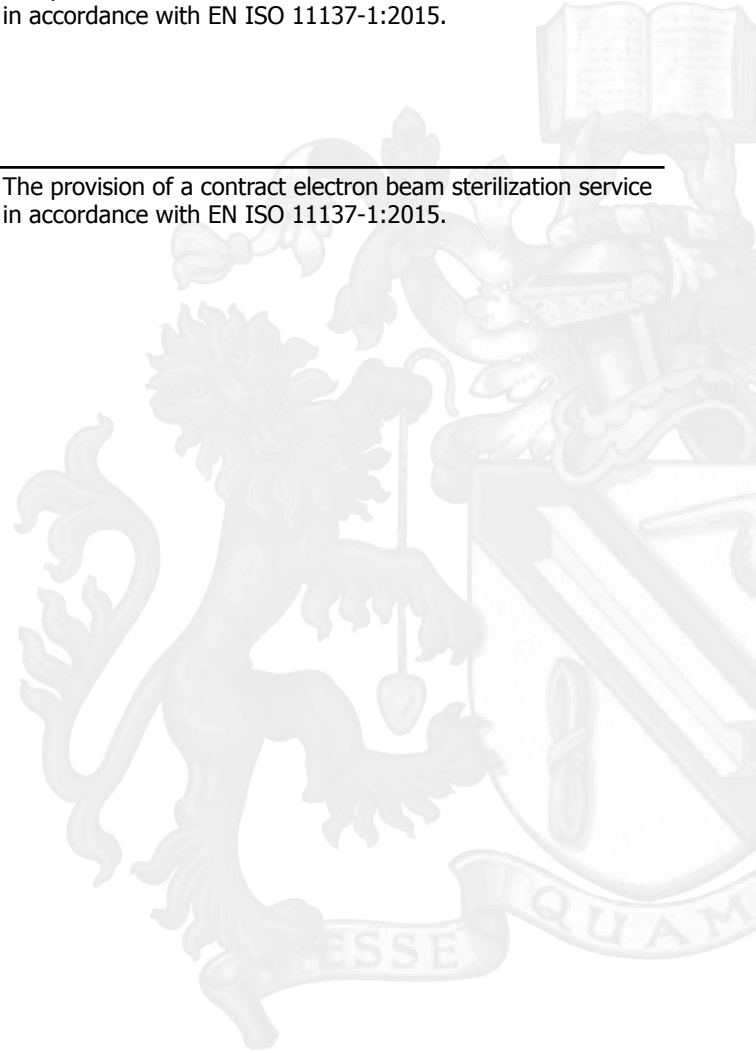 in accordance with EN ISO 11137-1:2015.
The provision of a contract electron beam sterilization service
in accordance with EN ISO 11137-1:2015.
ESSE QUAM